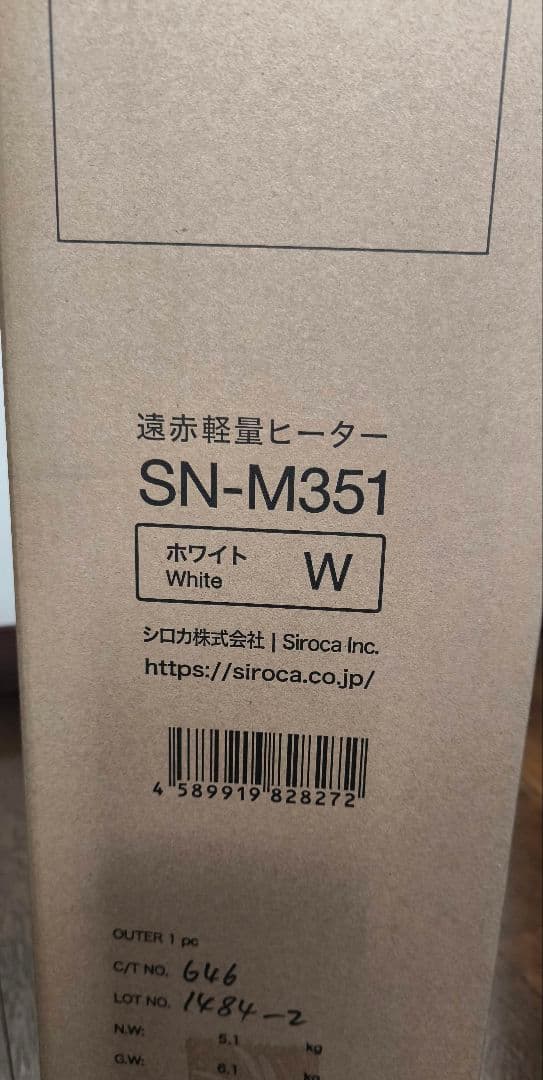 遠赤軽量ヒーター
SN-M351
ホワイト
White
W
シロカ株式会社 | Siroca Inc.
https://siroca.co.jp/
4 589919 828272
OUTER 1 pc
C/T NO. 646
LOT NO. 1484-2
N.W: 5.1 kg
G.W: 6.1 kg